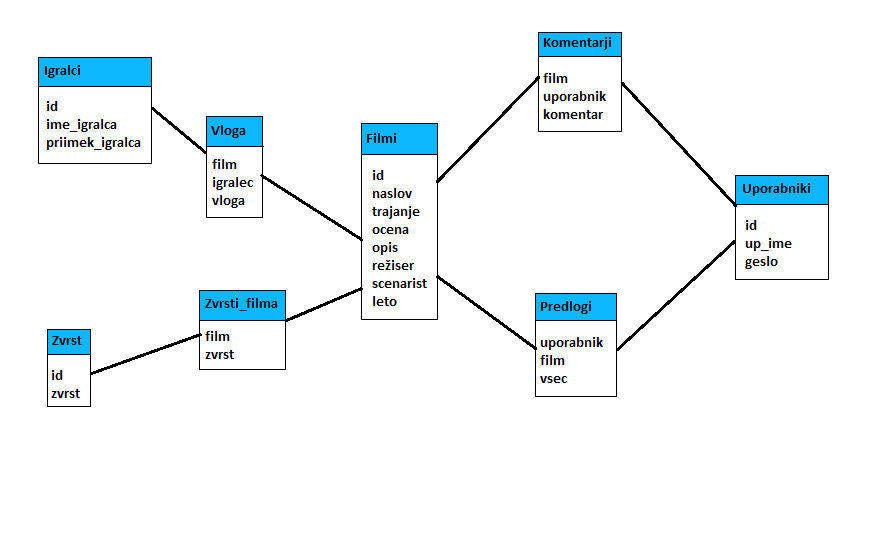 Igralci
id
ime_igralca
priimek_igralca
Vloga
film
igralec
vloga
Filmi
id
naslov
trajanje
ocena
opis
režiser
scenarist
leto
Komentarji
film
uporabnik
komentar
Uporabniki
id
up_ime
geslo
Zvrsti_filma
film
zvrst
Zvrst
id
zvrst
Predlogi
uporabnik
film
vsec